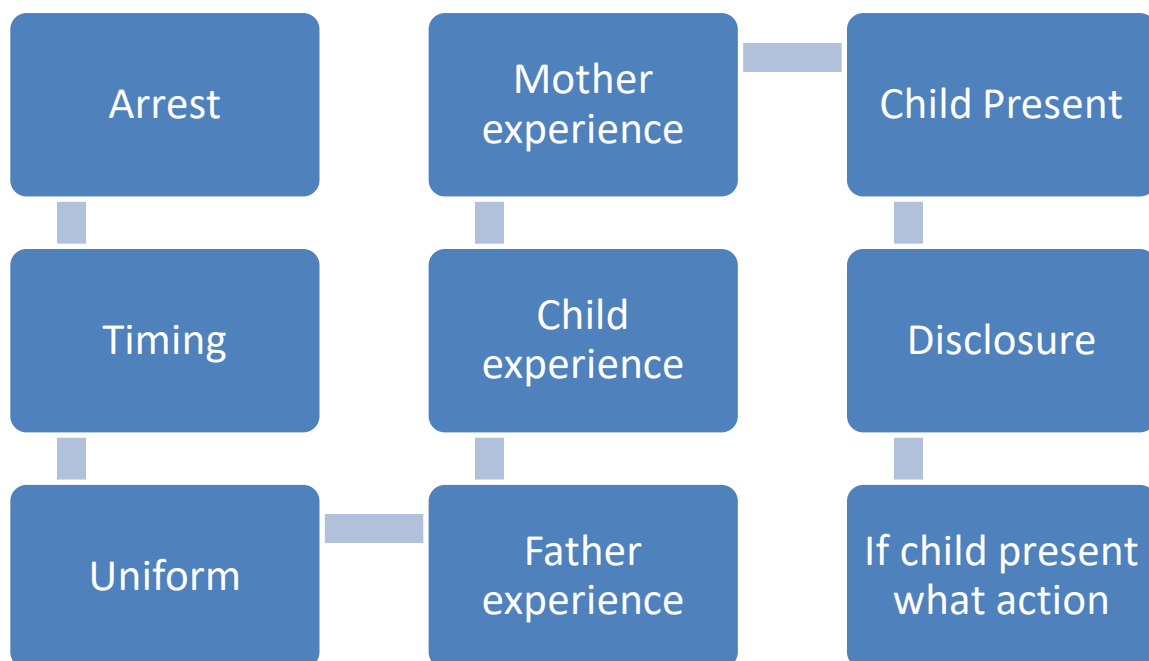 Arrest
Timing
Uniform
Father
experience
Child
experience
Mother
experience
Child Present
Disclosure
If child present
what action